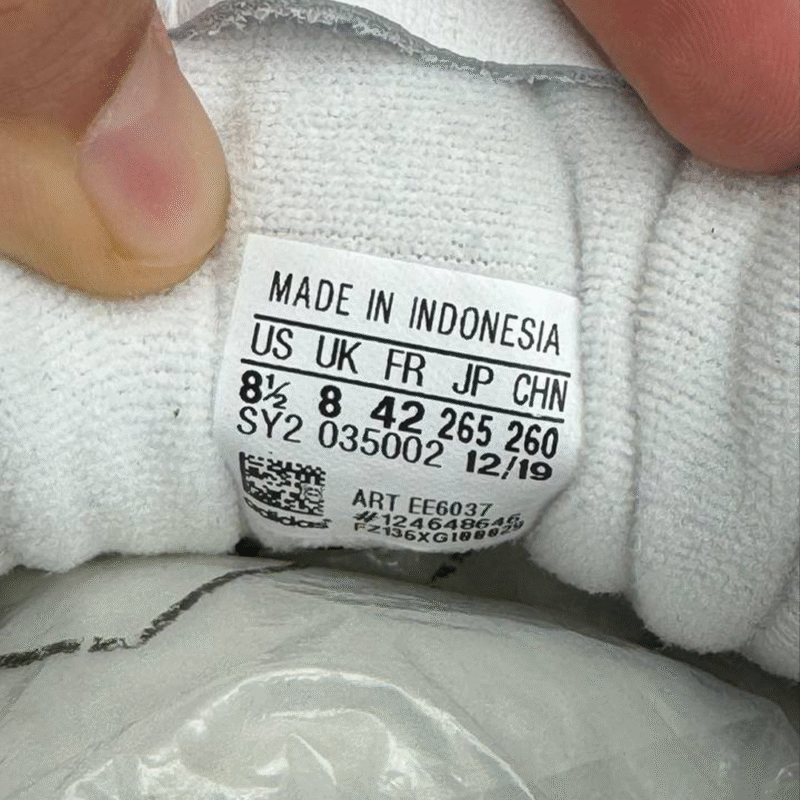 MADE IN INDONESIA
US UK FR JP CHN
8½ 8 42 265 260
SY2 035002 12/19
ART EE6037
adidas